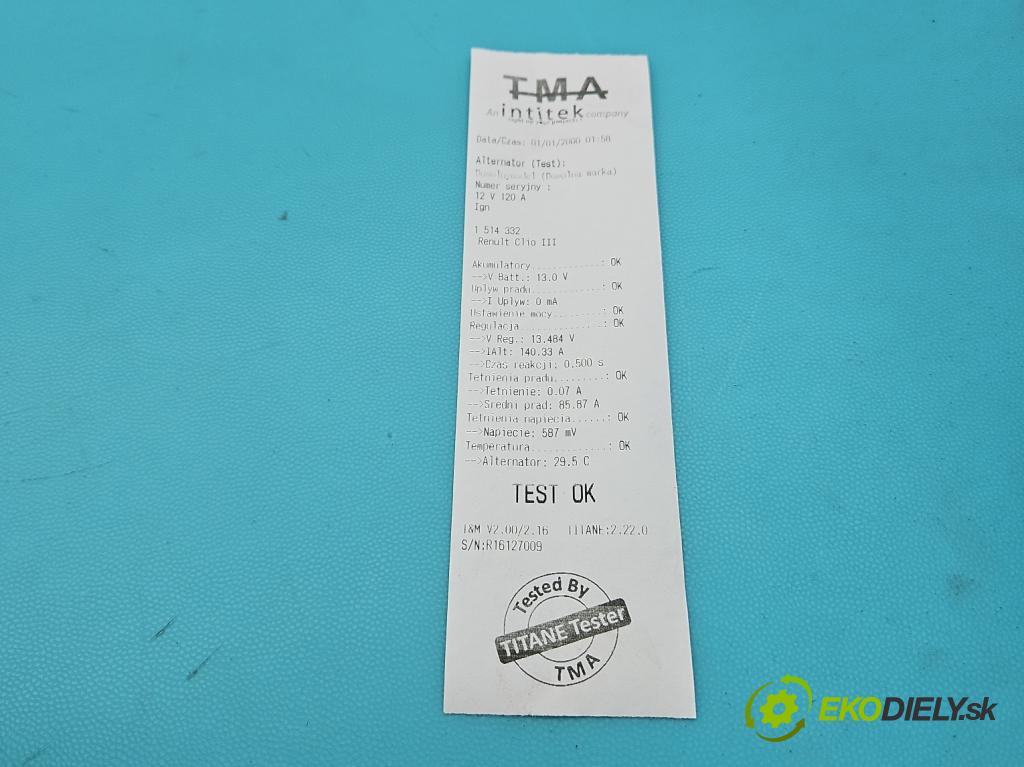 TMA
An intitek company
Data/Czas: 01/01/2000 01:58
Alternator (Test):
(Dowolna marka)
Numer seryjny :
12 V 120 A
Ign
1 514 332
Renult Clio III
Akumulatory............: OK
-->V Batt.: 13.0 V
Uplyw pradu............: OK
-->I Uplyw: 0 mA
Ustawienie mocy........: OK
Regulacja..............: OK
-->V Reg.: 13.484 V
-->IAlt: 140.33 A
-->Czas reakcji: 0.500 s
Tetnienia pradu........: OK
-->Tetnienie: 0.07 A
-->Sredni prad: 85.87 A
Tetnienia napiecia......: OK
-->Napiecie: 587 mV
Temperatura............: OK
-->Alternator: 29.5 C
TEST OK
T&M V2.00/2.16 TITANE:2.22.0
S/N:R16127009
Tested By
TITANE Tester
TMA
EKODIELY.sk